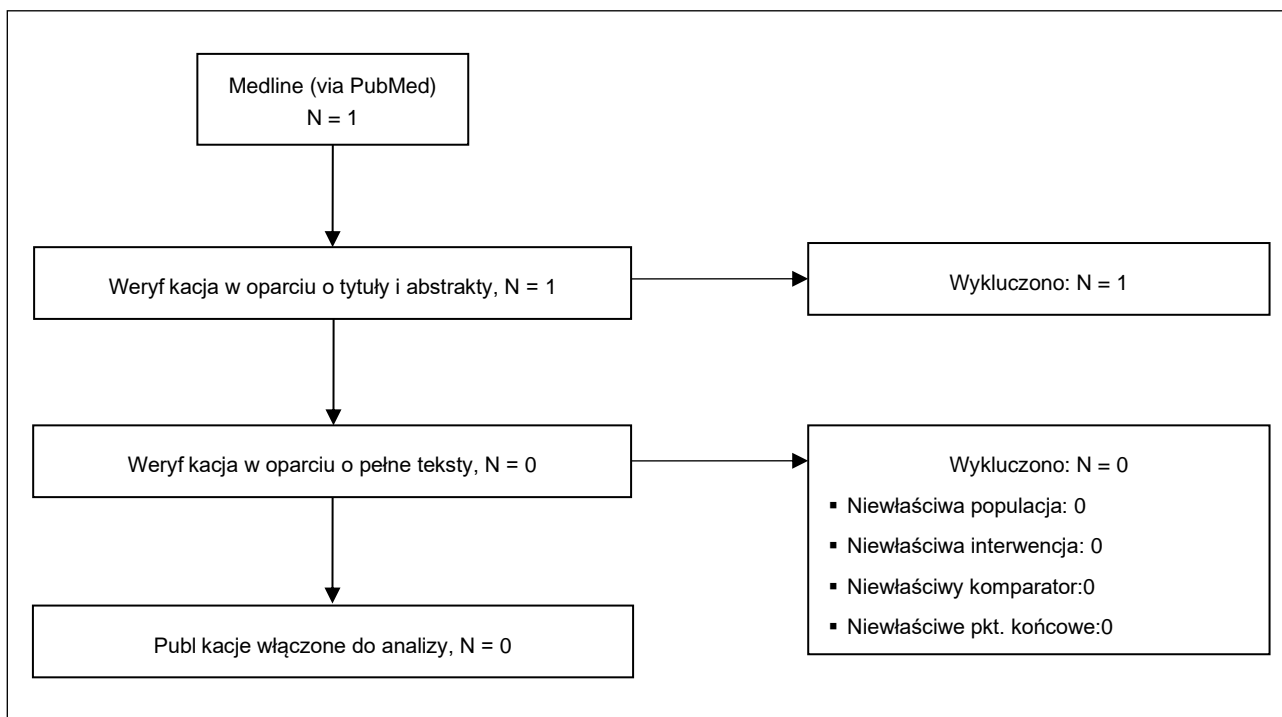 Medline (via PubMed)
N = 1
Weryf kacja w oparciu o tytuły i abstrakty, N = 1
Wykluczono: N = 1
Weryf kacja w oparciu o pełne teksty, N = 0
Wykluczono: N = 0
▪ Niewłaściwa populacja: 0
▪ Niewłaściwa interwencja: 0
▪ Niewłaściwy komparator:0
▪ Niewłaściwe pkt. końcowe:0
Publ kacje włączone do analizy, N = 0